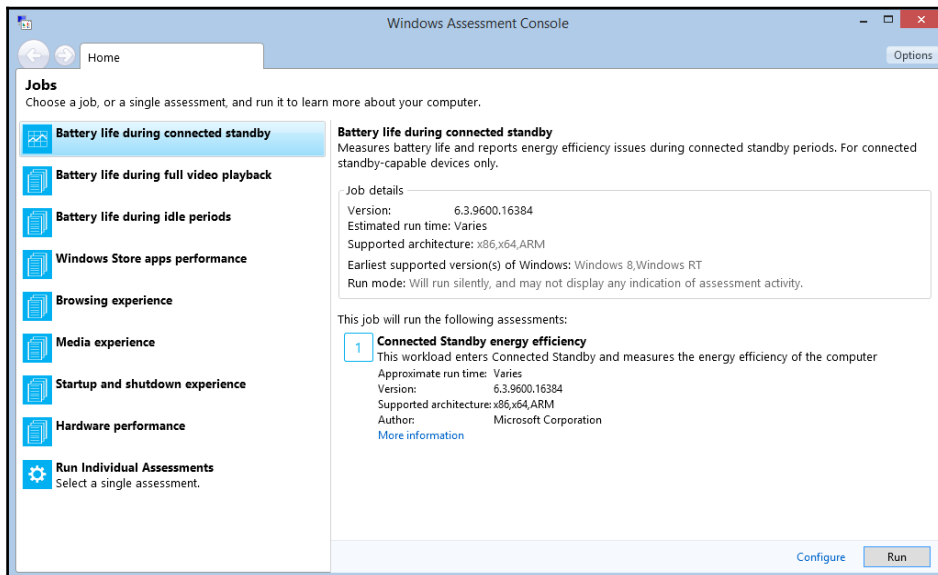 Windows Assessment Console
Home
Options
Jobs
Choose a job, or a single assessment, and run it to learn more about your computer.
Battery life during connected standby
Battery life during full video playback
Battery life during idle periods
Windows Store apps performance
Browsing experience
Media experience
Startup and shutdown experience
Hardware performance
Run Individual Assessments
Select a single assessment.
Battery life during connected standby
Measures battery life and reports energy efficiency issues during connected standby periods. For connected
standby-capable devices only.
Job details
Version: 6.3.9600.16384
Estimated run time: Varies
Supported architecture: x86,x64,ARM
Earliest supported version(s) of Windows: Windows 8,Windows RT
Run mode: Will run silently, and may not display any indication of assessment activity.
This job will run the following assessments:
1 Connected Standby energy efficiency
This workload enters Connected Standby and measures the energy efficiency of the computer
Approximate run time: Varies
Version: 6.3.9600.16384
Supported architecture: x86,x64,ARM
Author: Microsoft Corporation
More information
Configure
Run